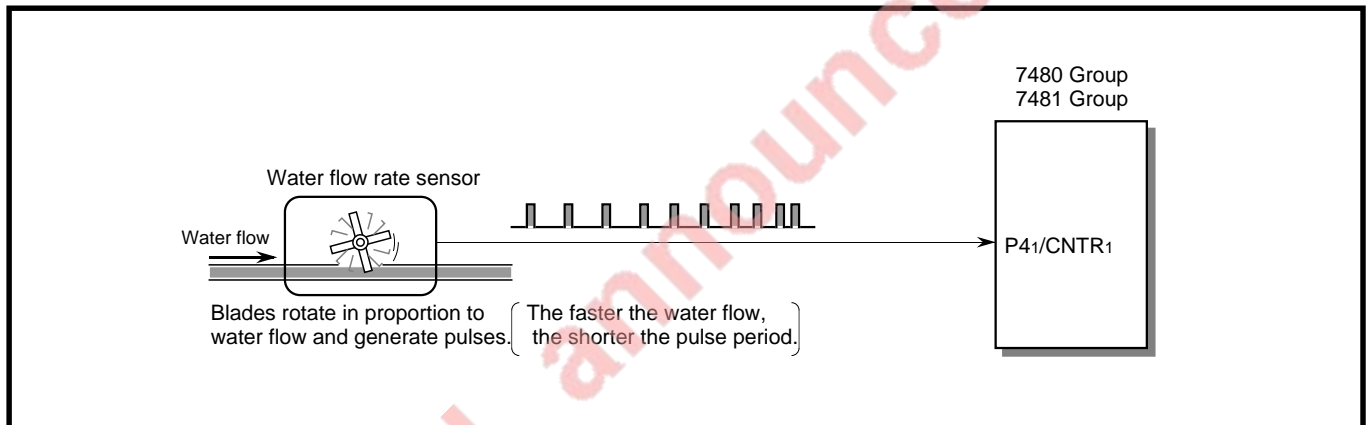 7480 Group
7481 Group
Water flow rate sensor
Water flow
P41/CNTR1
Blades rotate in proportion to
water flow and generate pulses.
The faster the water flow,
the shorter the pulse period.
announc